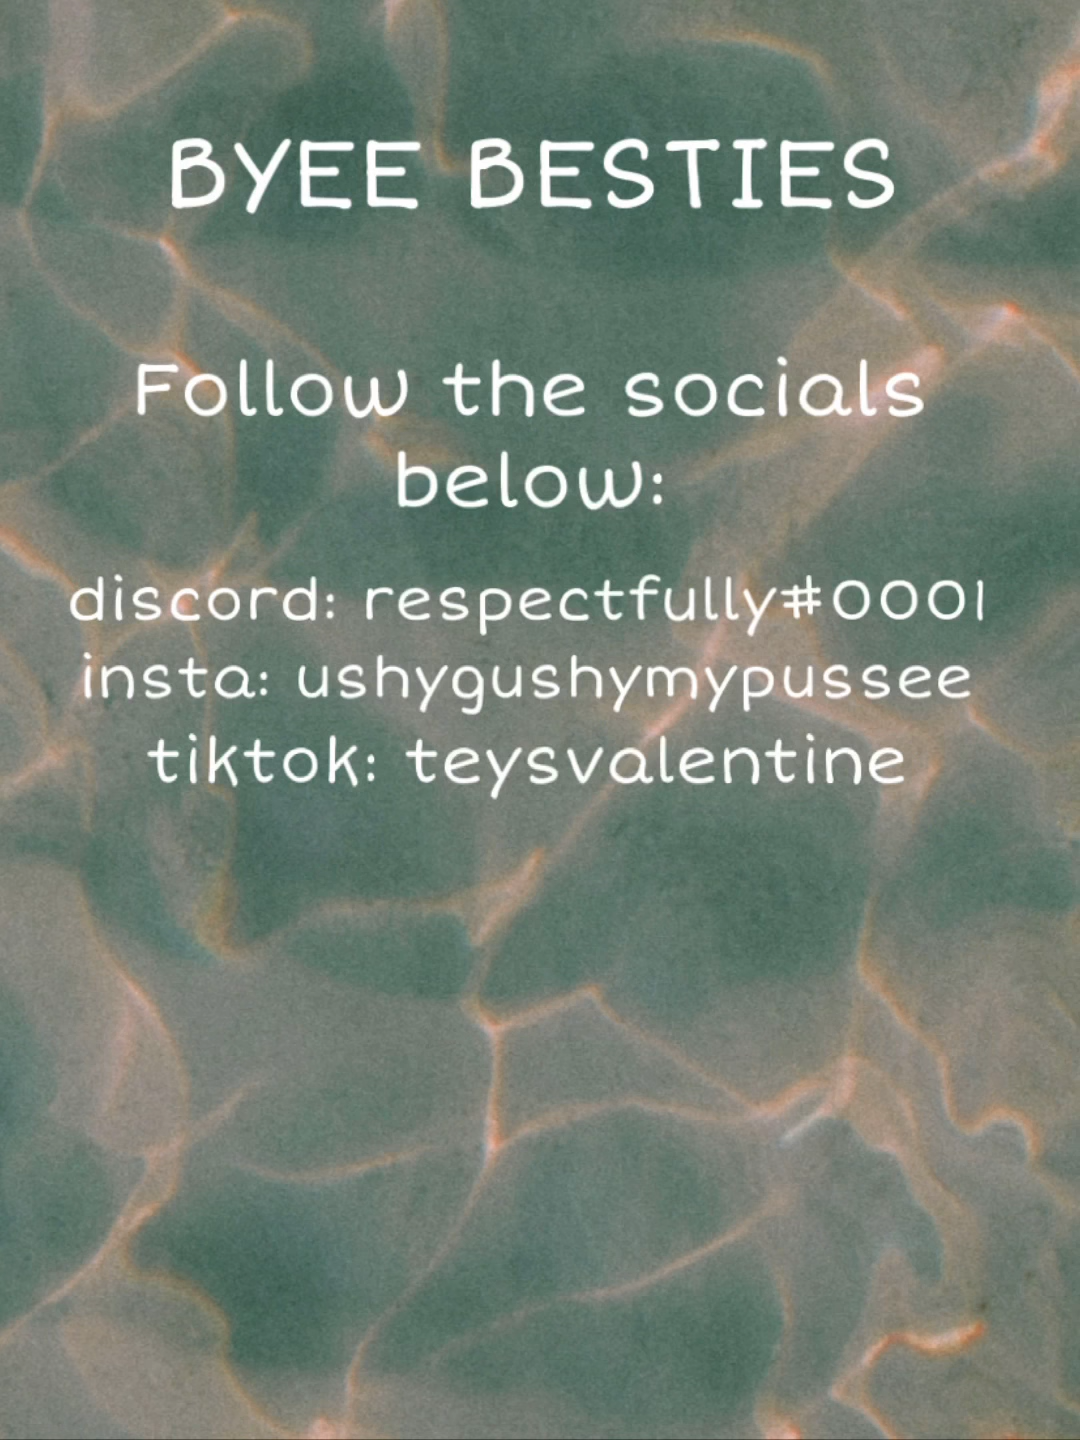 BYEE BESTIES
Follow the socials
below:
discord: respectfully#0001
insta: ushygushymypussee
tiktok: teysvalentine